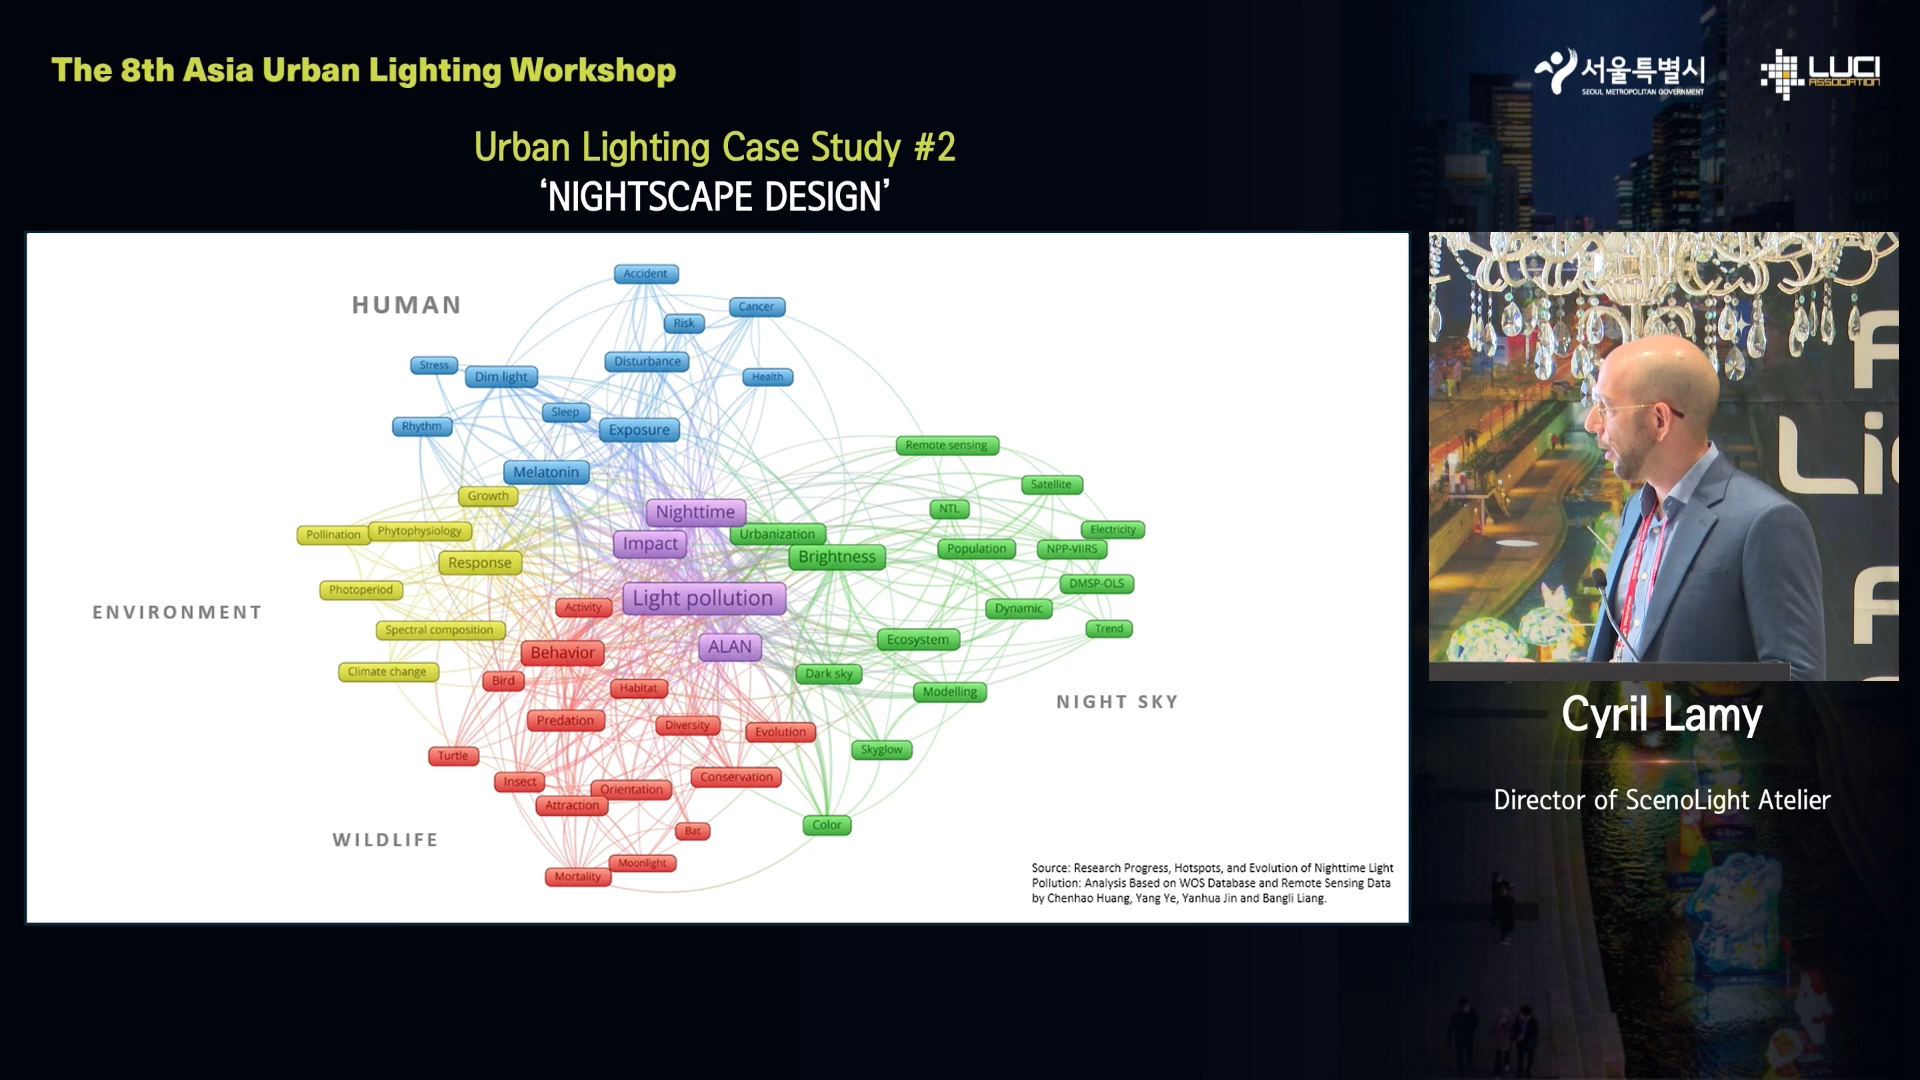 The 8th Asia Urban Lighting Workshop
서울특별시
SEOUL METROPOLITAN GOVERNMENT
LUCI
ASSOCIATION
Urban Lighting Case Study #2
‘NIGHTSCAPE DESIGN’
HUMAN
Accident
Cancer
Risk
Disturbance
Stress
Dim light
Health
Sleep
Rhythm
Exposure
Melatonin
Remote sensing
Satellite
NTL
Electricity
Population
NPP-VIIRS
DMSP-OLS
Dynamic
Trend
Growth
Nighttime
Urbanization
Impact
Brightness
Pollination
Phytophysiology
Response
Photoperiod
Light pollution
ENVIRONMENT
Activity
Spectral composition
Behavior
ALAN
Ecosystem
Climate change
Bird
Habitat
Dark sky
Modelling
NIGHT SKY
Predation
Diversity
Evolution
Skyglow
Turtle
Insect
Orientation
Conservation
Attraction
Color
Bat
WILDLIFE
Moonlight
Mortality
Source: Research Progress, Hotspots, and Evolution of Nighttime Light
Pollution: Analysis Based on WOS Database and Remote Sensing Data
by Chenhao Huang, Yang Ye, Yanhua Jin and Bangli Liang.
Cyril Lamy
Director of ScenoLight Atelier